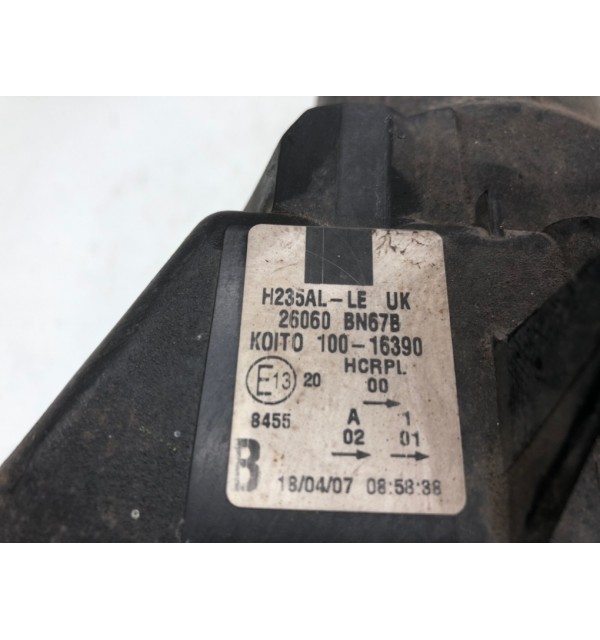 H235AL-LE UK
26060 BN67B
KOITO 100-16390
HCRPL
E13 20 00
8455 A 1
02 01
B 18/04/07 08:58:38